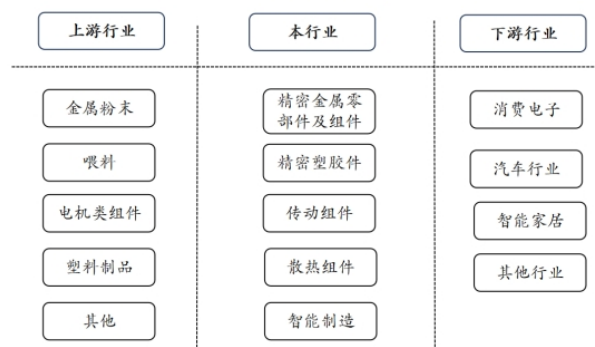 上游行业
本行业
下游行业
金属粉末
喂料
电机类组件
塑料制品
其他
精密金属零
部件及组件
精密塑胶件
传动组件
散热组件
智能制造
消费电子
汽车行业
智能家居
其他行业